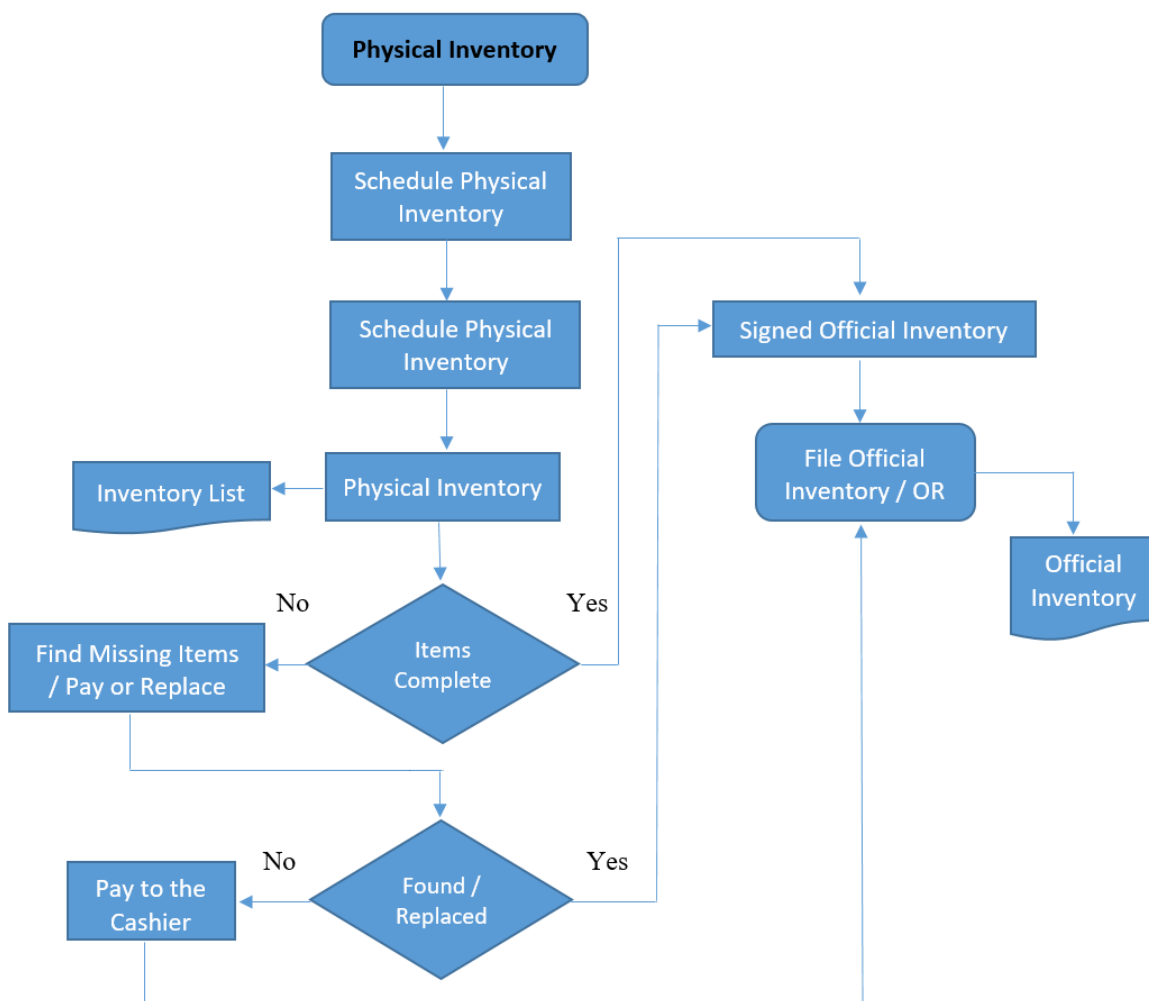 Physical Inventory
Schedule Physical
Inventory
Schedule Physical
Inventory
Signed Official Inventory
Inventory List
Physical Inventory
File Official
Inventory / OR
Official
Inventory
No
Yes
Find Missing Items
/ Pay or Replace
Items
Complete
No
Yes
Pay to the
Cashier
Found /
Replaced